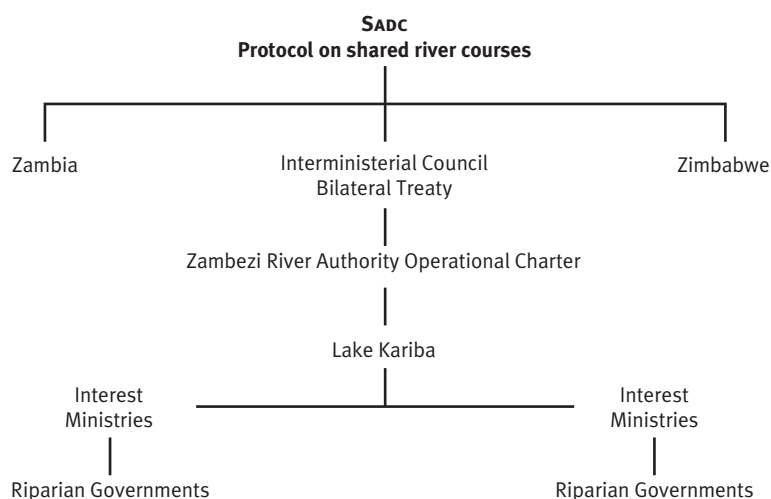 SADC
Protocol on shared river courses
Zambia
Interministerial Council
Bilateral Treaty
Zimbabwe
Zambezi River Authority Operational Charter
Lake Kariba
Interest
Ministries
Interest
Ministries
Riparian Governments
Riparian Governments